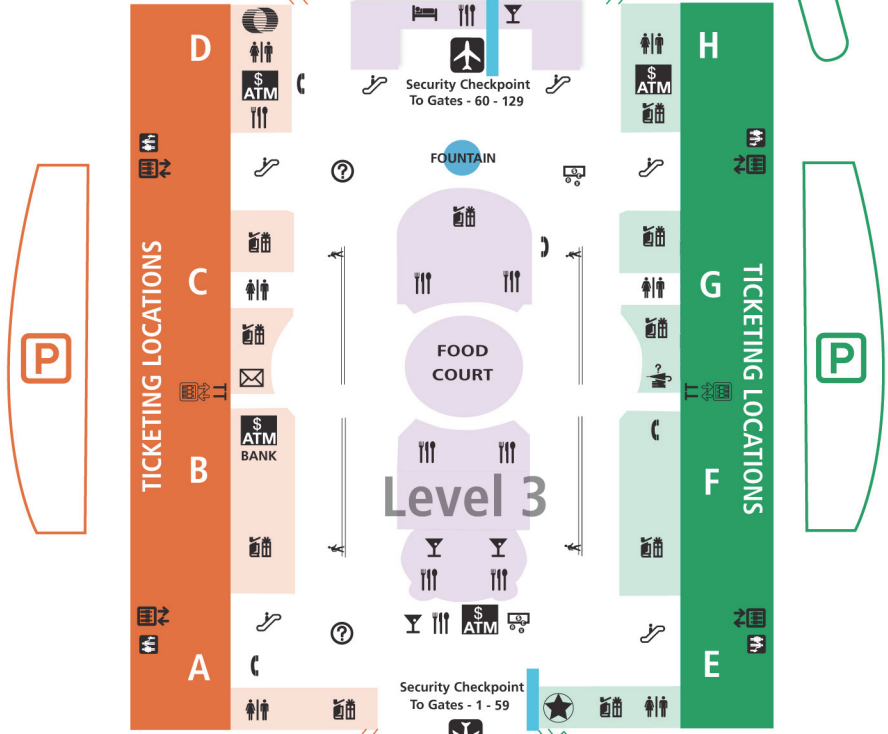 D
H
$
ATM
$
ATM
Security Checkpoint
To Gates - 60 - 129
?
FOUNTAIN
TICKETING LOCATIONS
C
G
TICKETING LOCATIONS
P
FOOD
COURT
P
$
ATM
BANK
B
Level 3
F
$
ATM
?
A
E
Security Checkpoint
To Gates - 1 - 59